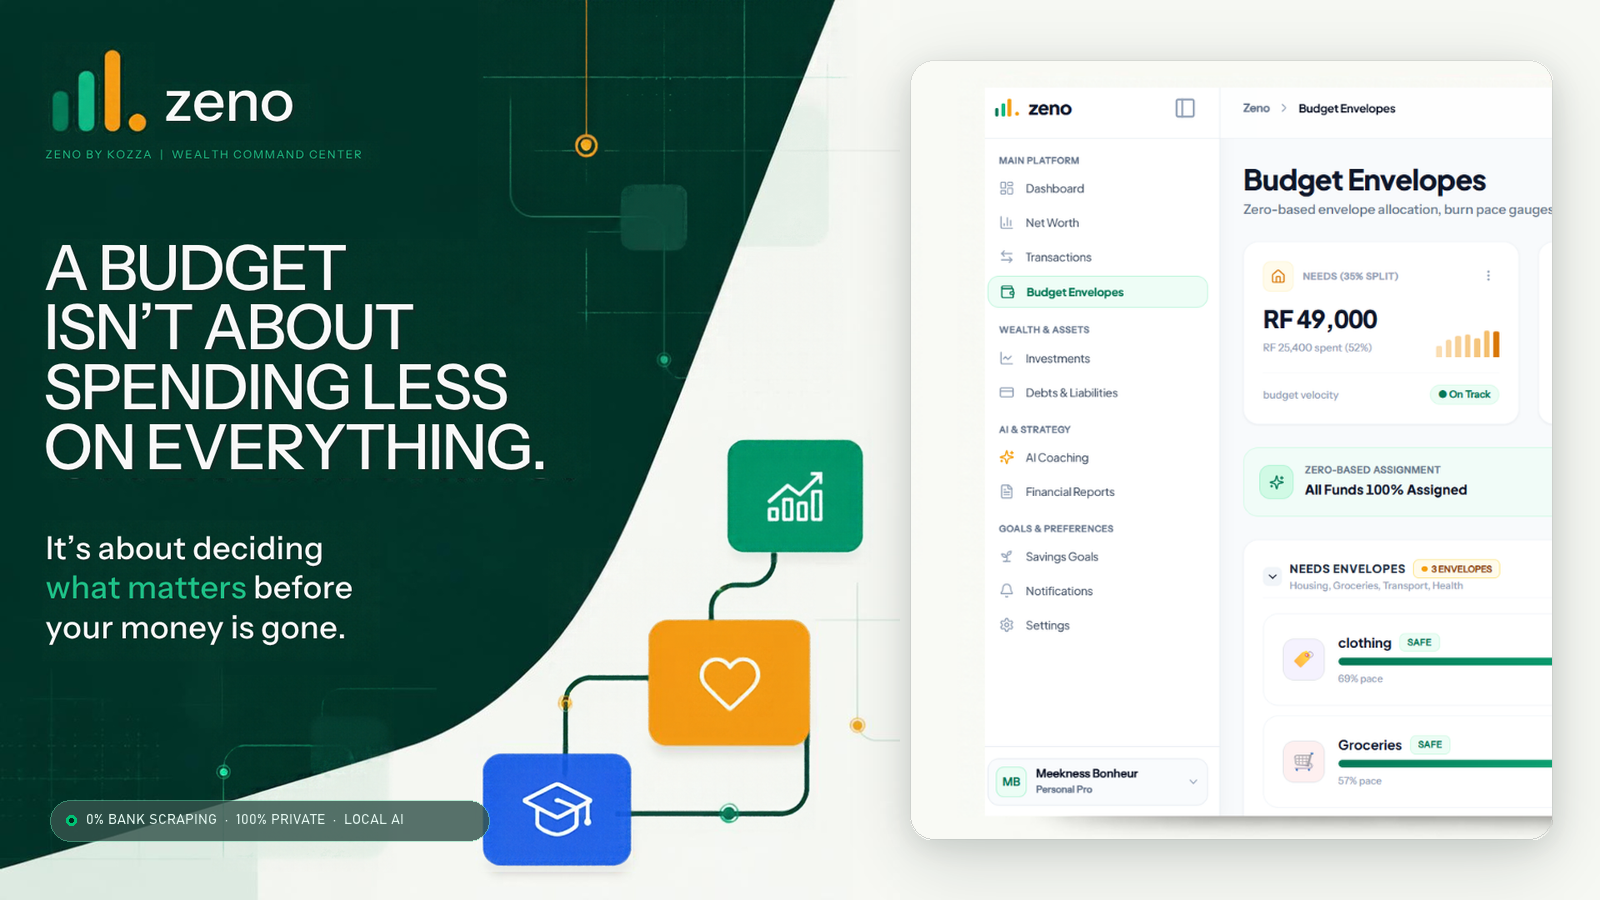 zeno
ZENO BY KOZZA | WEALTH COMMAND CENTER
A BUDGET
ISN’T ABOUT
SPENDING LESS
ON EVERYTHING.
It’s about deciding
what matters before
your money is gone.
0% BANK SCRAPING · 100% PRIVATE · LOCAL AI
zeno
MAIN PLATFORM
Dashboard
Net Worth
Transactions
Budget Envelopes
WEALTH & ASSETS
Investments
Debts & Liabilities
AI & STRATEGY
AI Coaching
Financial Reports
GOALS & PREFERENCES
Savings Goals
Notifications
Settings
MB
Meekness Bonheur
Personal Pro
Zeno > Budget Envelopes
Budget Envelopes
Zero-based envelope allocation, burn pace gauges
NEEDS (35% SPLIT)
RF 49,000
RF 25,400 spent (52%)
budget velocity
On Track
ZERO-BASED ASSIGNMENT
All Funds 100% Assigned
NEEDS ENVELOPES
3 ENVELOPES
Housing, Groceries, Transport, Health
clothing SAFE
69% pace
Groceries SAFE
57% pace